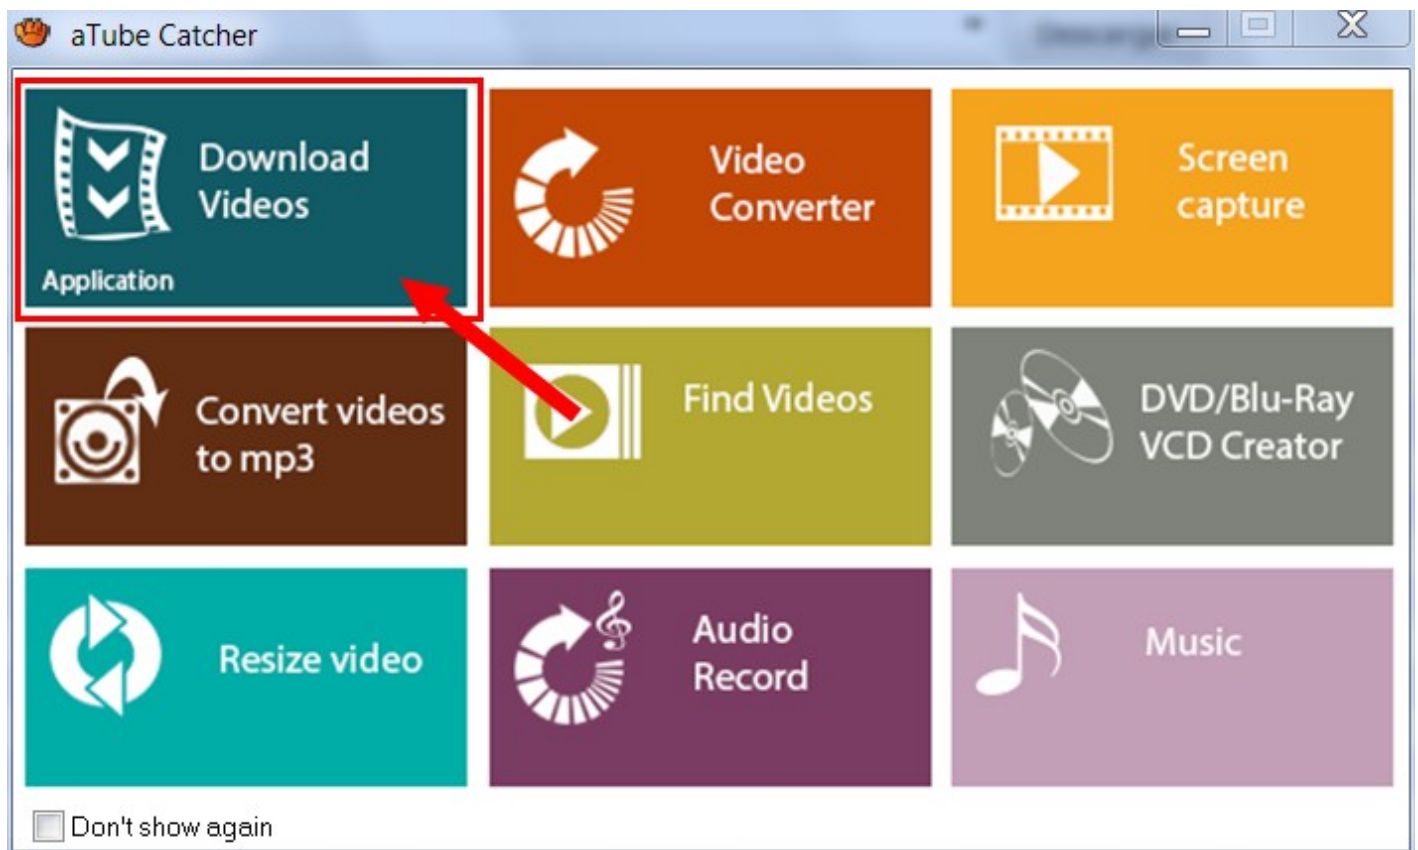 aTube Catcher
Download
Videos
Application
Video
Converter
Screen
capture
Convert videos
to mp3
Find Videos
DVD/Blu-Ray
VCD Creator
Resize video
Audio
Record
Music
Don't show again